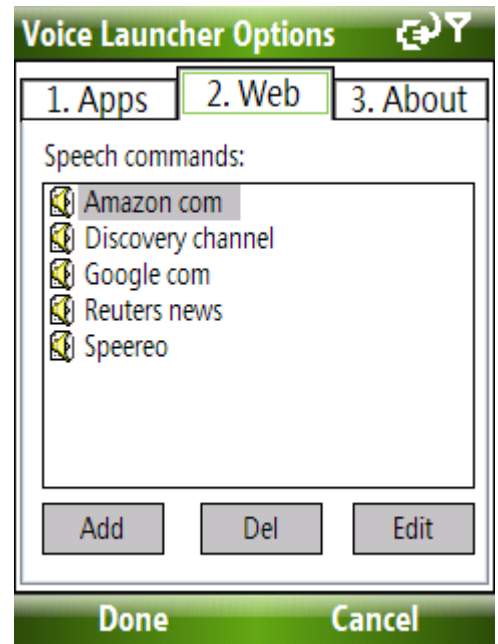 Voice Launcher Options
1. Apps 2. Web 3. About
Speech commands:
Amazon com
Discovery channel
Google com
Reuters news
Speereo
Add Del Edit
Done Cancel